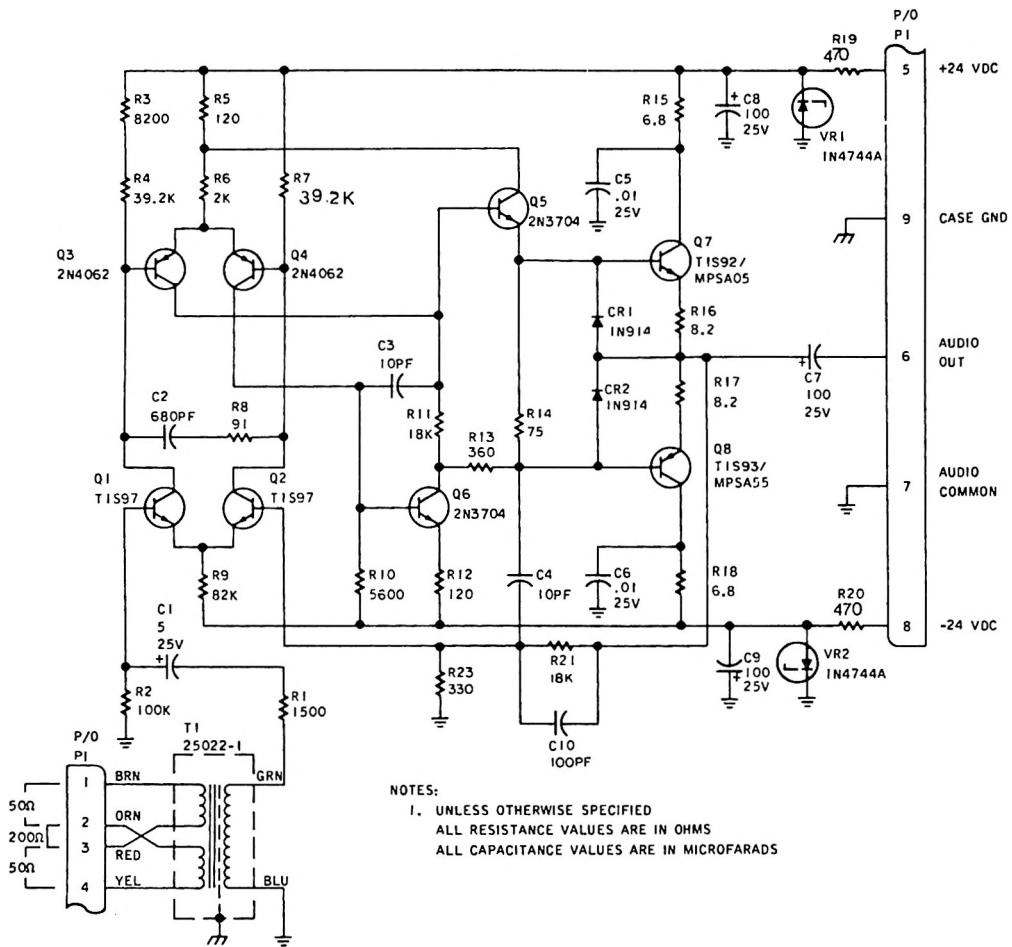 P/O
P1
R19
470
5
+24 VDC
R3
8200
R5
120
R15
6.8
C8
100
25V
VR1
1N4744A
R4
39.2K
R6
2K
R7
39.2K
Q5
2N3704
C5
.01
25V
9
CASE GND
Q3
2N4062
Q4
2N4062
Q7
TIS92/
MPSA05
CR1
1N914
R16
8.2
C3
10PF
AUDIO
OUT
6
C7
100
25V
C2
680PF
R8
91
R11
18K
R14
75
CR2
1N914
R17
8.2
R13
360
Q8
TIS93/
MPSA55
Q1
TIS97
Q2
TIS97
Q6
2N3704
AUDIO
COMMON
7
R9
82K
R10
5600
R12
120
C4
10PF
C6
.01
25V
R18
6.8
R20
470
8
-24 VDC
C1
5
25V
R21
18K
C9
100
25V
VR2
1N4744A
R2
100K
R1
1500
R23
330
C10
100PF
P/O
P1
T1
25022-1
1
BRN
GRN
50Ω
2
ORN
200Ω
3
RED
50Ω
4
YEL
BLU
NOTES:
1. UNLESS OTHERWISE SPECIFIED
ALL RESISTANCE VALUES ARE IN OHMS
ALL CAPACITANCE VALUES ARE IN MICROFARADS